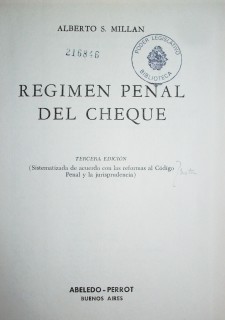 ALBERTO S. MILLAN
216846
PODER LEGISLATIVO
BIBLIOTECA
REGIMEN PENAL
DEL CHEQUE
TERCERA EDICIÓN
(Sistematizada de acuerdo con las reformas al Código
Penal y la jurisprudencia)
ABELEDO-PERROT
BUENOS AIRES